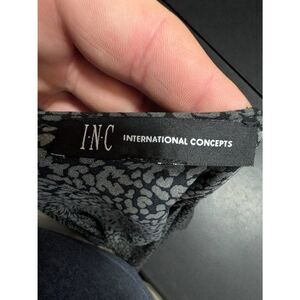 I·N·C INTERNATIONAL CONCEPTS